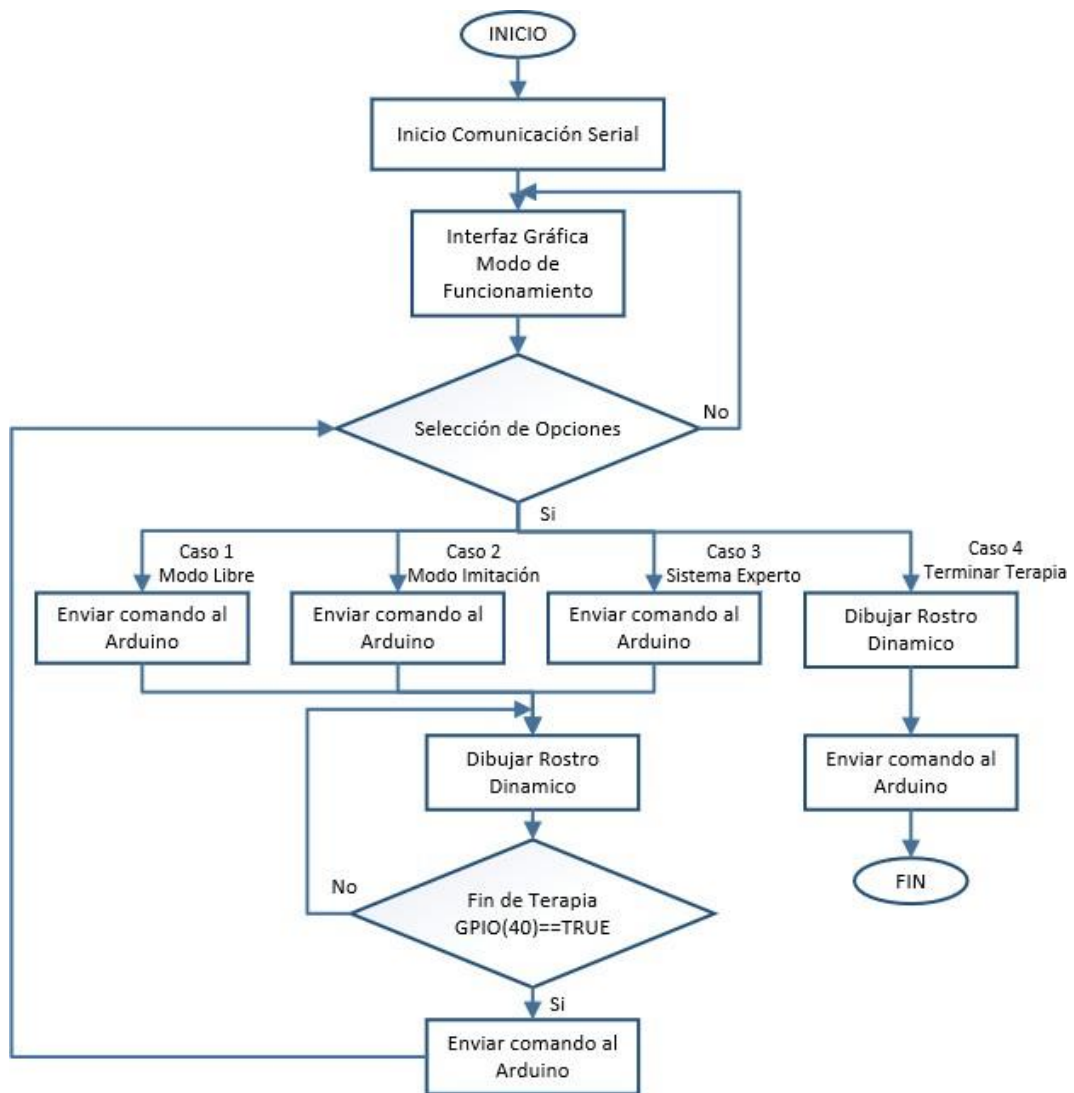 INICIO
Inicio Comunicación Serial
Interfaz Gráfica
Modo de
Funcionamiento
Selección de Opciones
No
Si
Caso 1
Modo Libre
Caso 2
Modo Imitación
Caso 3
Sistema Experto
Caso 4
Terminar Terapia
Enviar comando al
Arduino
Enviar comando al
Arduino
Enviar comando al
Arduino
Dibujar Rostro
Dinamico
Dibujar Rostro
Dinamico
Enviar comando al
Arduino
No
Fin de Terapia
GPIO(40)==TRUE
FIN
Si
Enviar comando al
Arduino